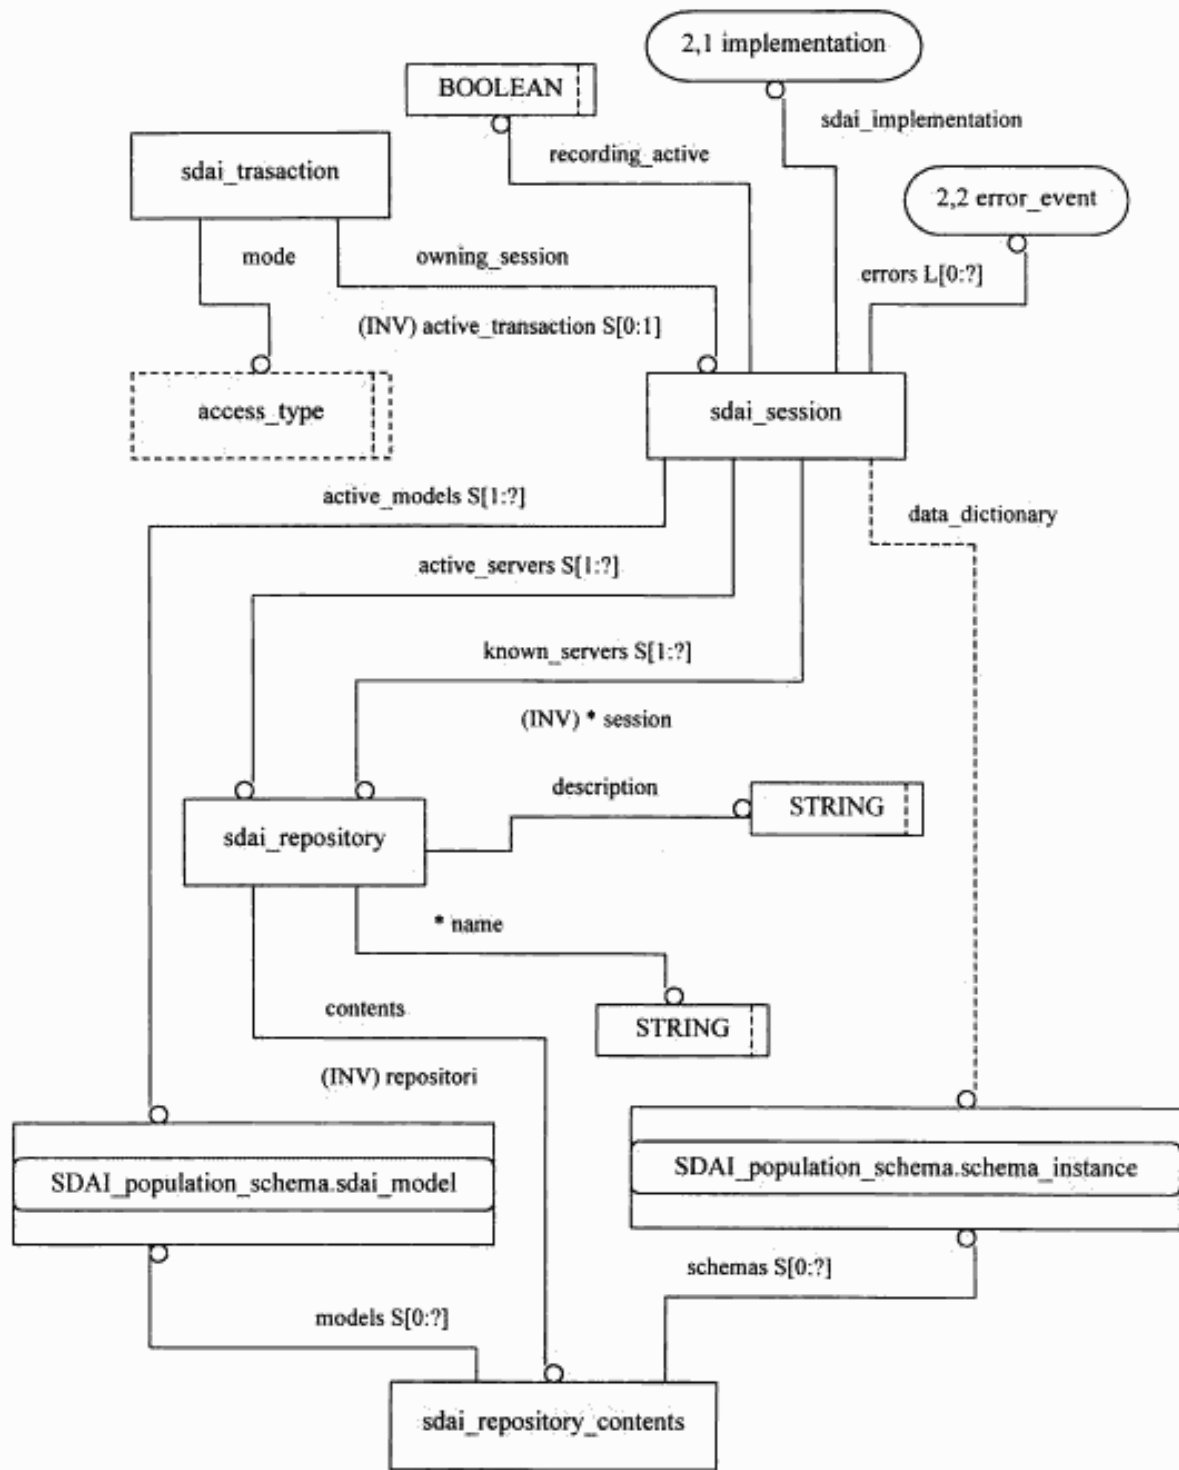 2,1 implementation
BOOLEAN
sdai_implementation
recording_active
sdai_trasaction
2,2 error_event
mode
owning_session
errors L[0:?]
(INV) active_transaction S[0:1]
access_type
sdai_session
active_models S[1:?]
data_dictionary
active_servers S[1:?]
known_servers S[1:?]
(INV) * session
description
STRING
sdai_repository
* name
contents
STRING
(INV) repositori
SDAI_population_schema.sdai_model
SDAI_population_schema.schema_instance
schemas S[0:?]
models S[0:?]
sdai_repository_contents